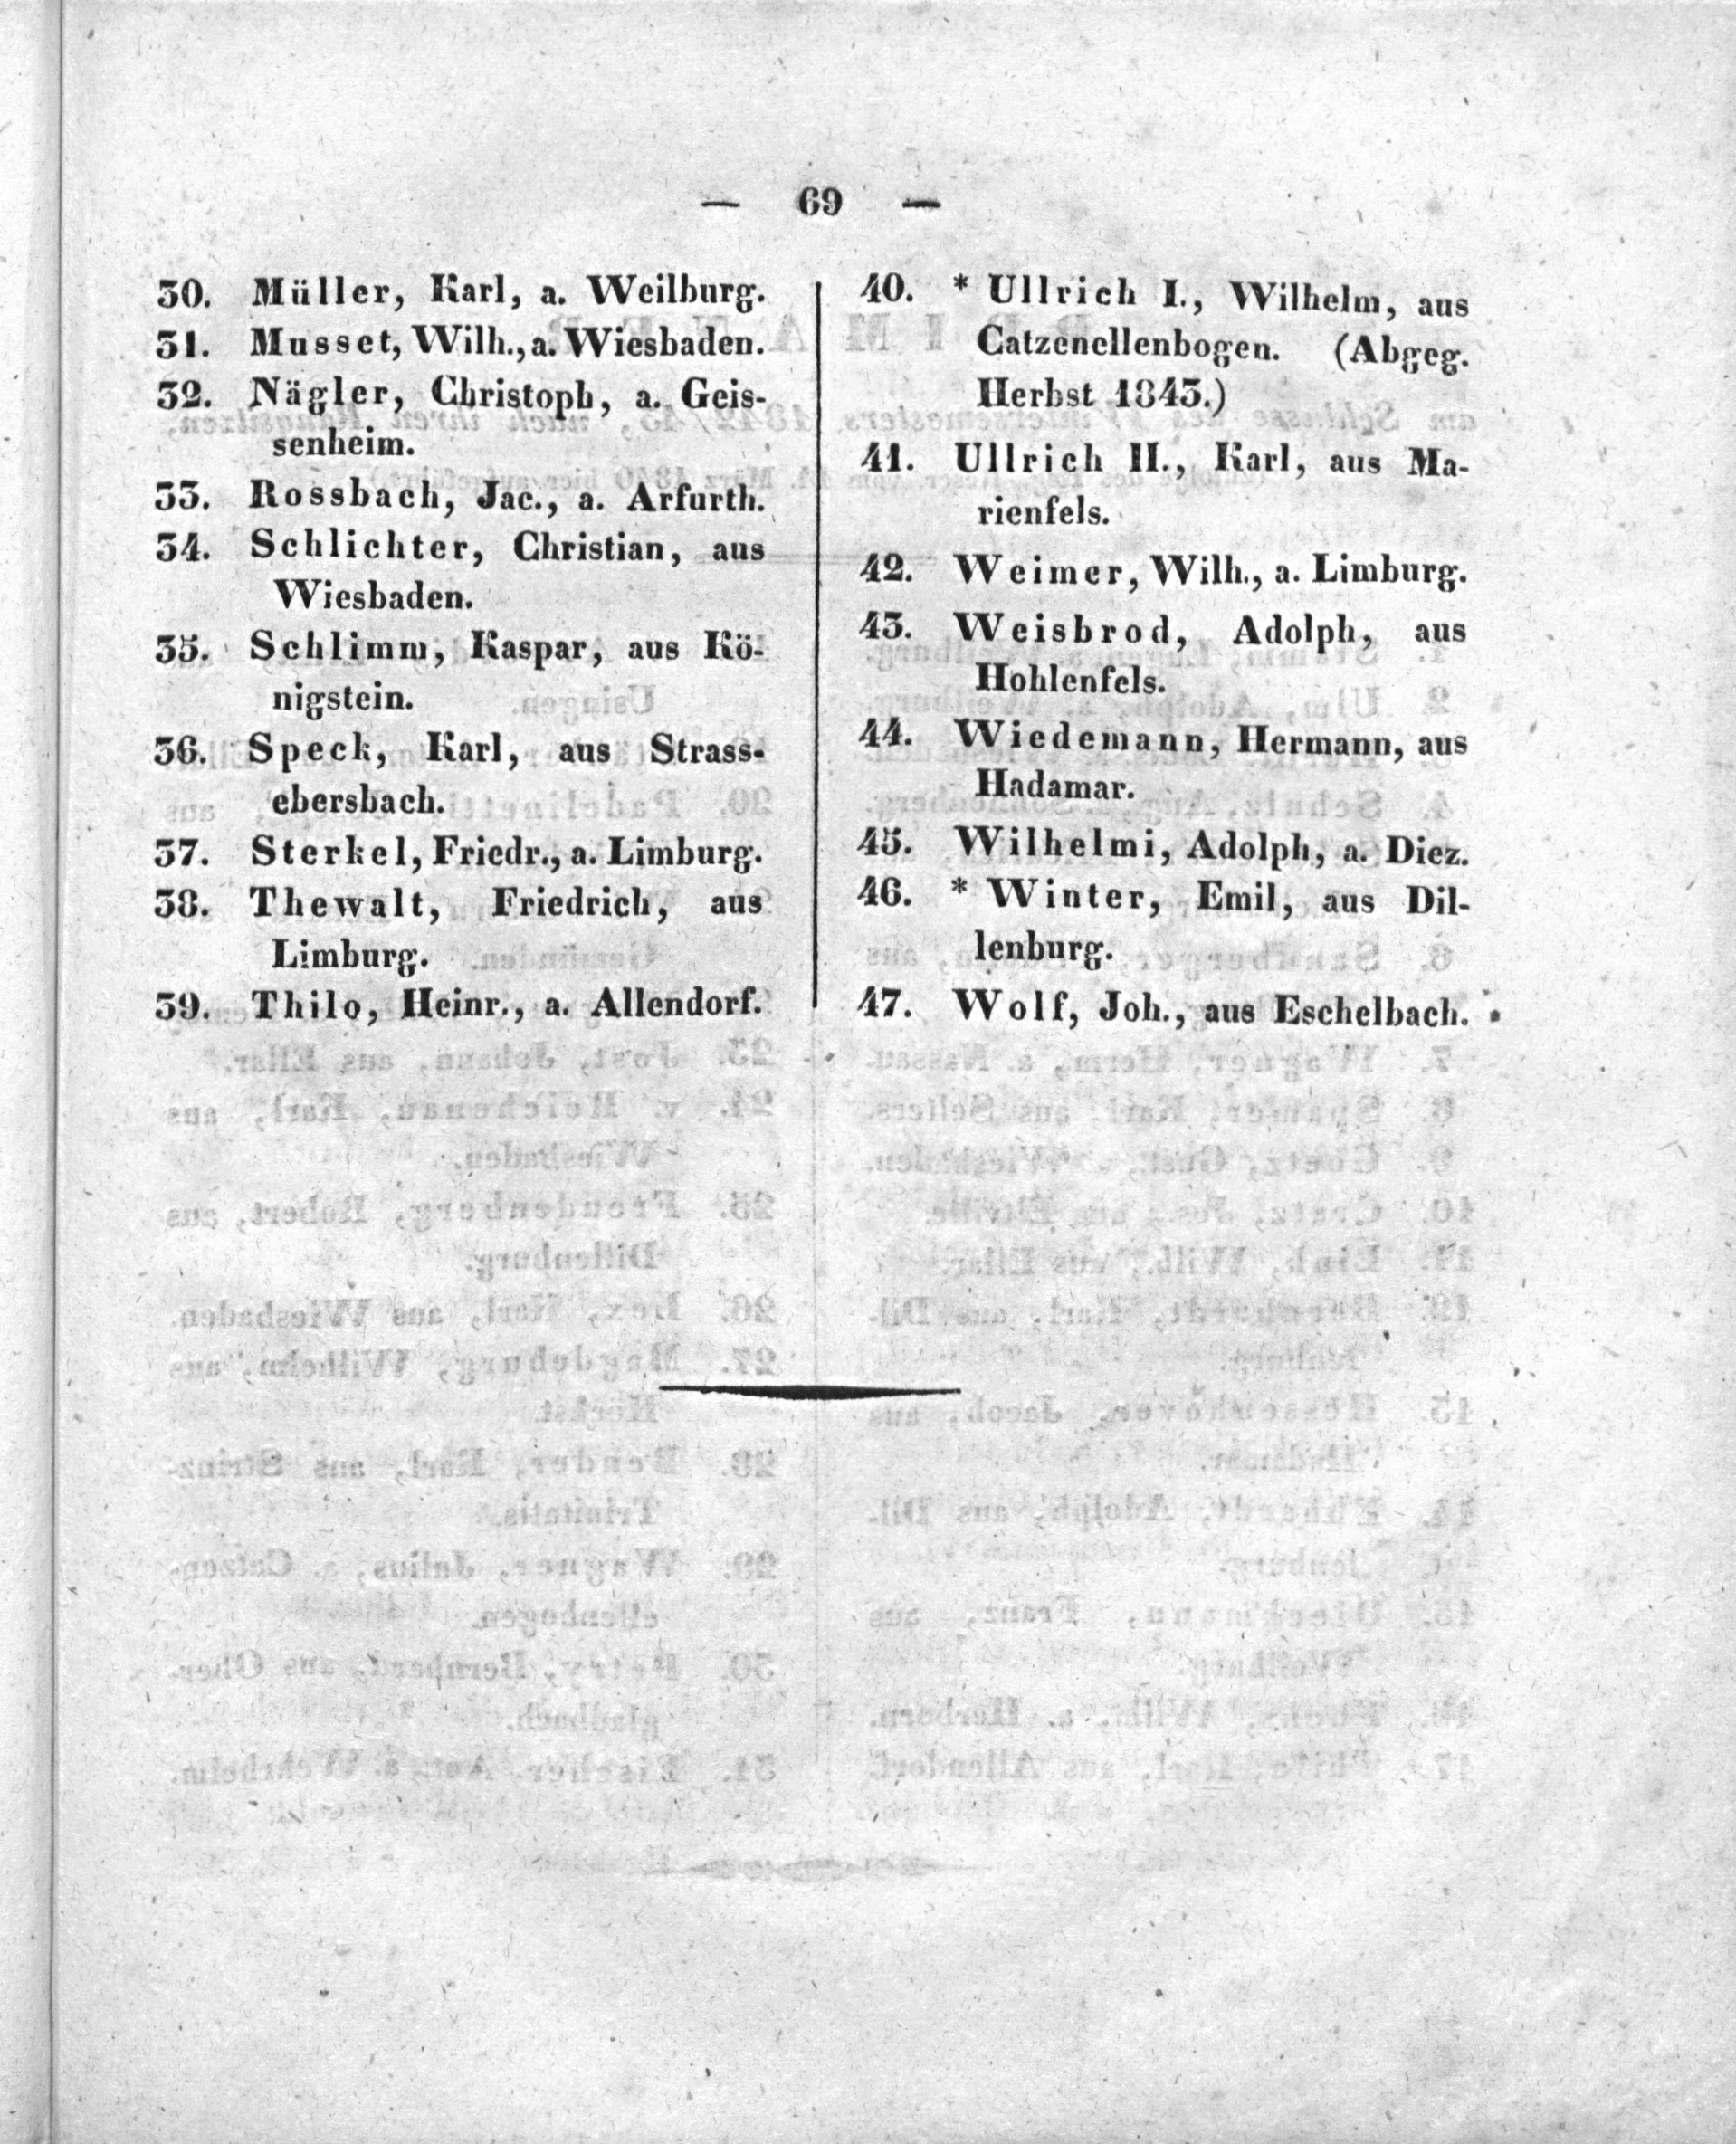 — 69 —
30. Müller, Karl, a. Weilburg.
31. Musset, Wilh., a. Wiesbaden.
32. Nägler, Christoph, a. Geis-
senheim.
33. Rossbach, Jac., a. Arfurth.
34. Schlichter, Christian, aus
Wiesbaden.
35. Schlimm, Kaspar, aus Kö-
nigstein.
36. Speck, Karl, aus Strass-
ebersbach.
37. Sterkel, Friedr., a. Limburg.
38. Thewalt, Friedrich, aus
Limburg.
39. Thilo, Heinr., a. Allendorf.
40. * Ullrich I., Wilhelm, aus
Catzenellenbogen. (Abgeg.
Herbst 1843.)
41. Ullrich II., Karl, aus Ma-
rienfels.
42. Weimer, Wilh., a. Limburg.
43. Weisbrod, Adolph, aus
Hohlenfels.
44. Wiedemann, Hermann, aus
Hadamar.
45. Wilhelmi, Adolph, a. Diez.
46. * Winter, Emil, aus Dil-
lenburg.
47. Wolf, Joh., aus Eschelbach.